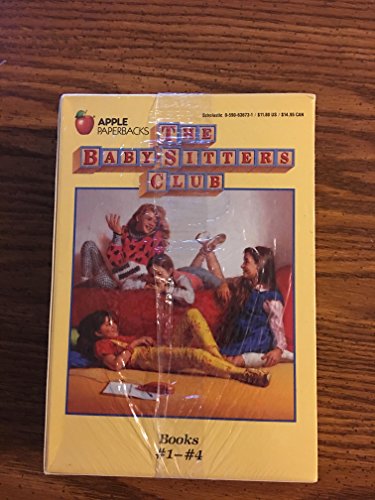 APPLE
PAPERBACKS
Scholastic 0-590-63673-1 / $11.80 US / $14.95 CAN
THE
BABY-SITTERS
CLUB
Books
#1–#4